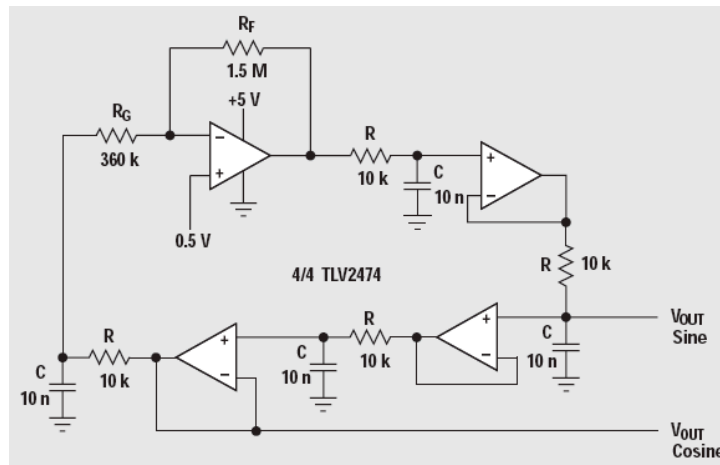 RF
1.5 M
+5 V
RG
360 k
−
+
0.5 V
R
10 k
C
10 n
+
−
R
10 k
4/4 TLV2474
VOUT
Sine
C
10 n
+
−
R
10 k
C
10 n
+
−
R
10 k
C
10 n
VOUT
Cosine